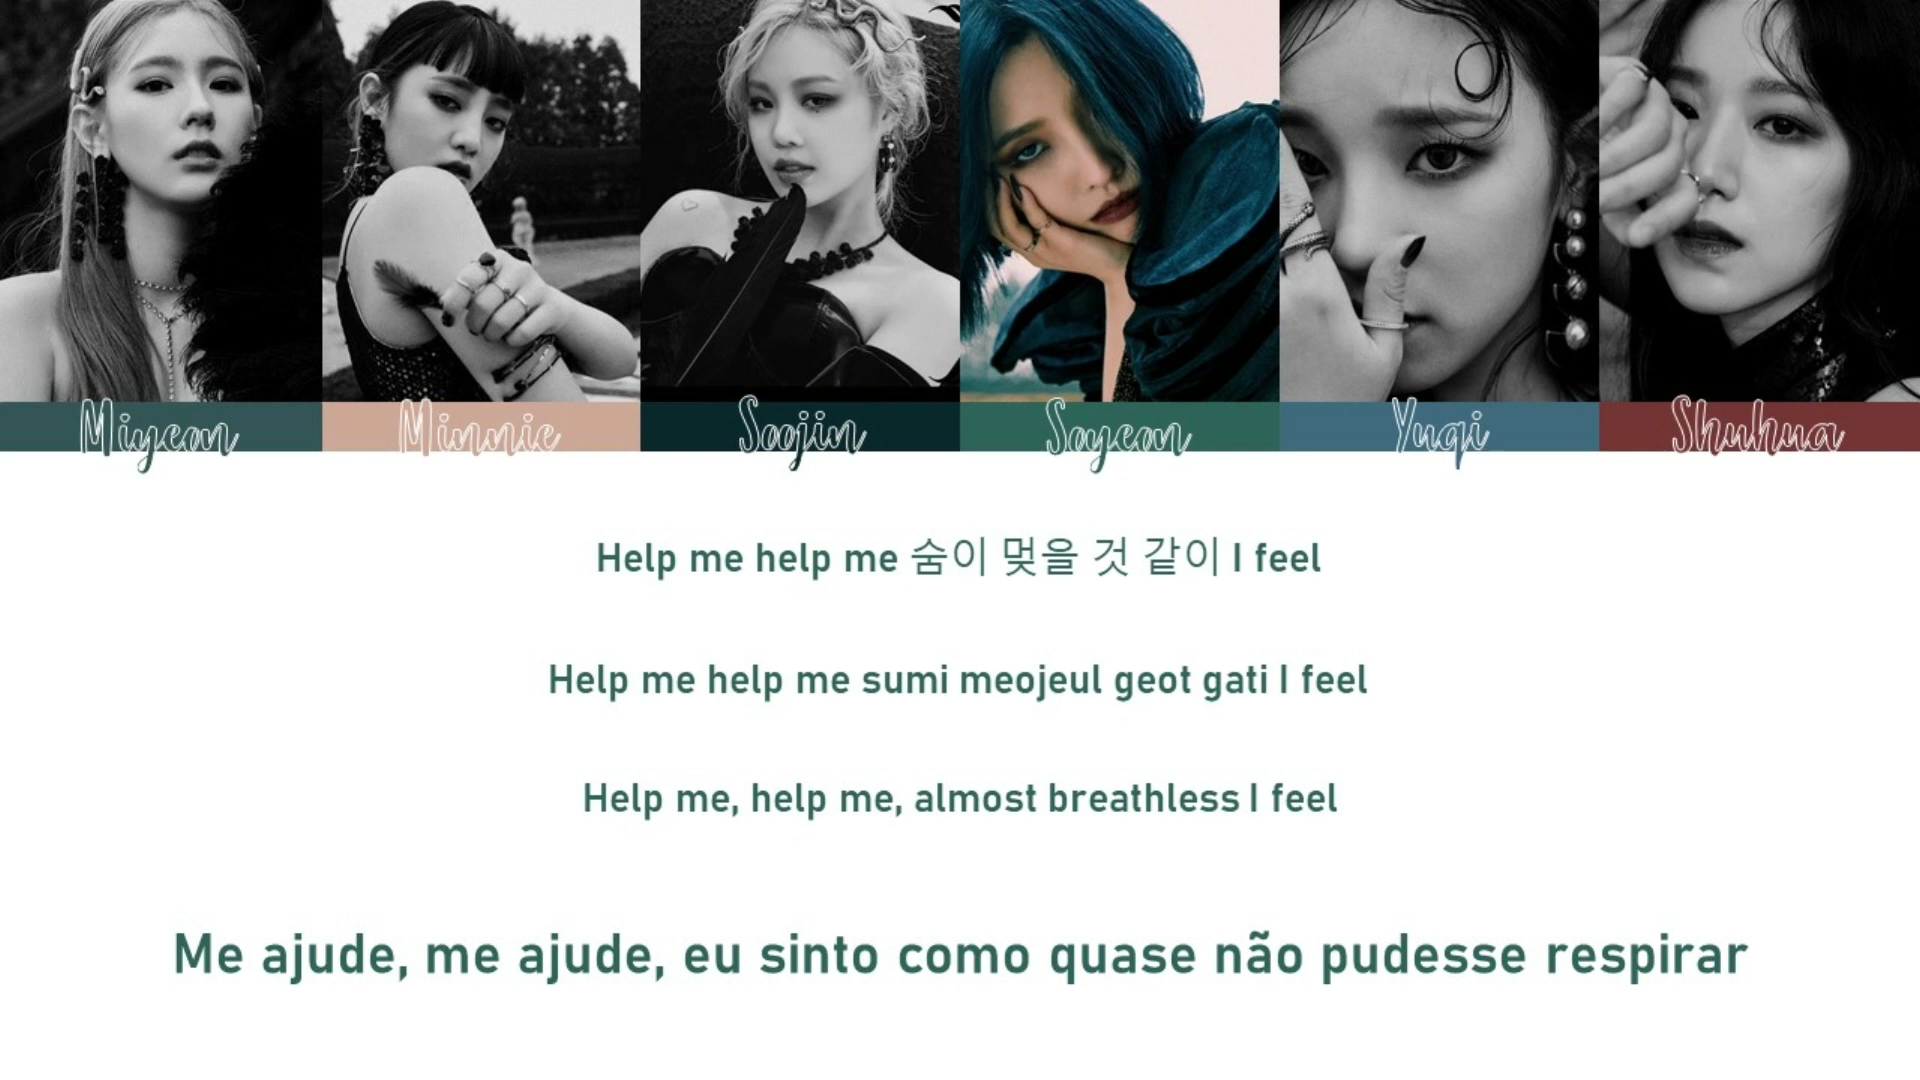 Miyeon Minnie Soojin Soyeon Yuqi Shuhua
Help me help me 숨이 멎을 것 같이 I feel
Help me help me sumi meojeul geot gati I feel
Help me, help me, almost breathless I feel
Me ajude, me ajude, eu sinto como quase não pudesse respirar